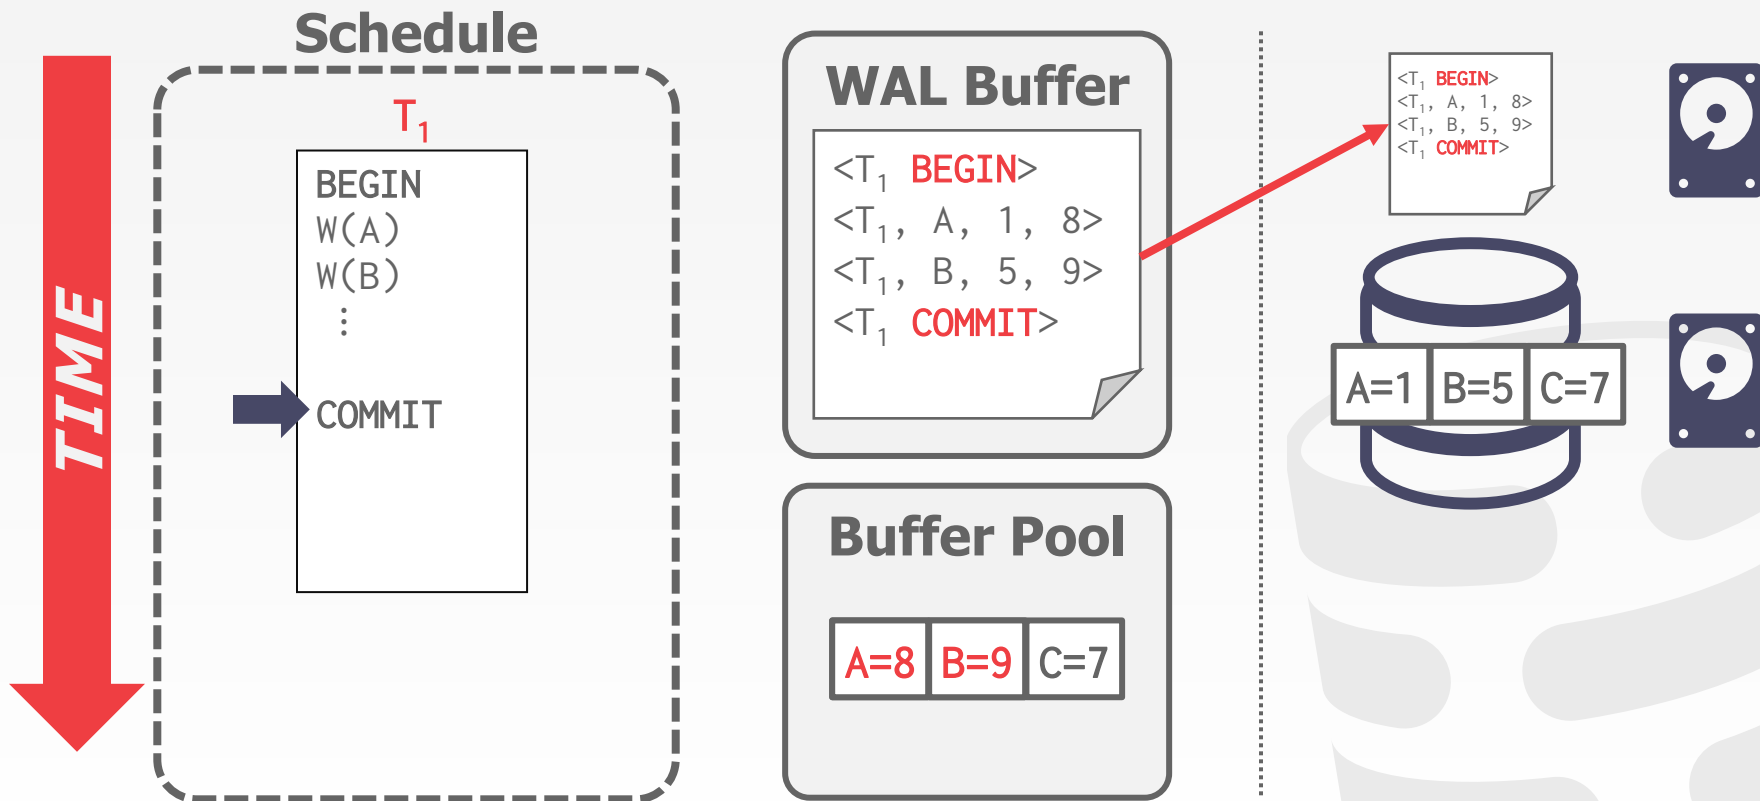 Schedule
TIME
T₁
BEGIN
W(A)
W(B)
⋮
COMMIT
WAL Buffer
<T₁ BEGIN>
<T₁, A, 1, 8>
<T₁, B, 5, 9>
<T₁ COMMIT>
Buffer Pool
A=8 B=9 C=7
<T₁ BEGIN>
<T₁, A, 1, 8>
<T₁, B, 5, 9>
<T₁ COMMIT>
A=1 B=5 C=7